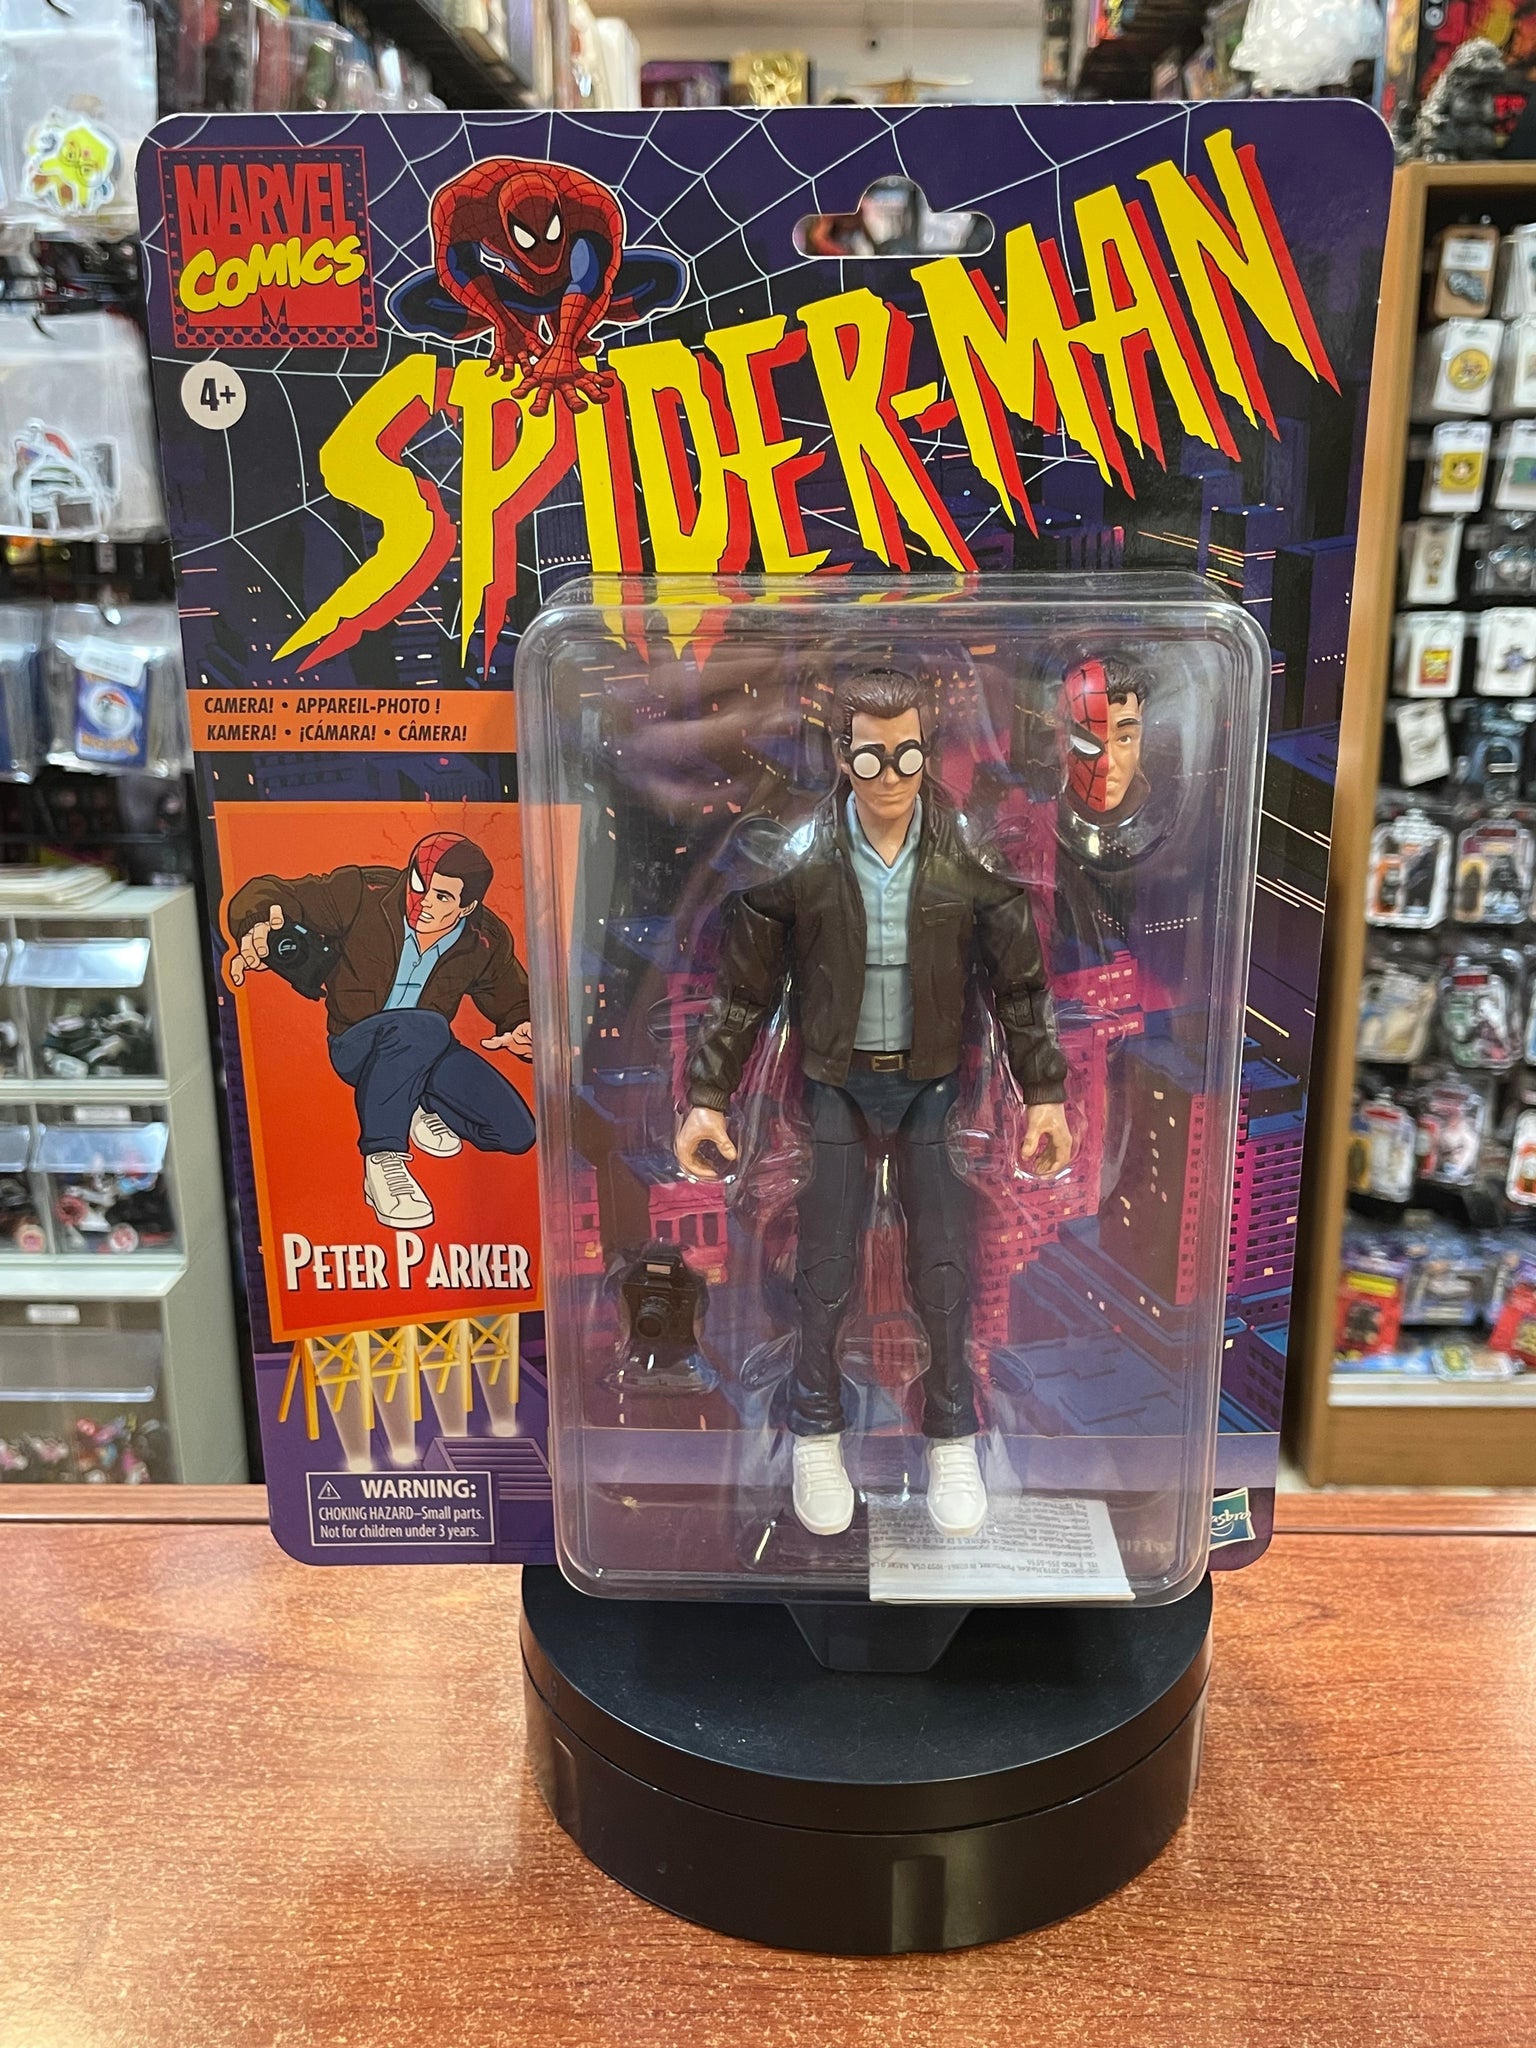 MARVEL
COMICS
4+
SPIDER-MAN
CAMERA! • APPAREIL-PHOTO !
KAMERA! • ¡CÁMARA! • CÂMERA!
PETER PARKER
WARNING:
CHOKING HAZARD–Small parts.
Not for children under 3 years.
Hasbro